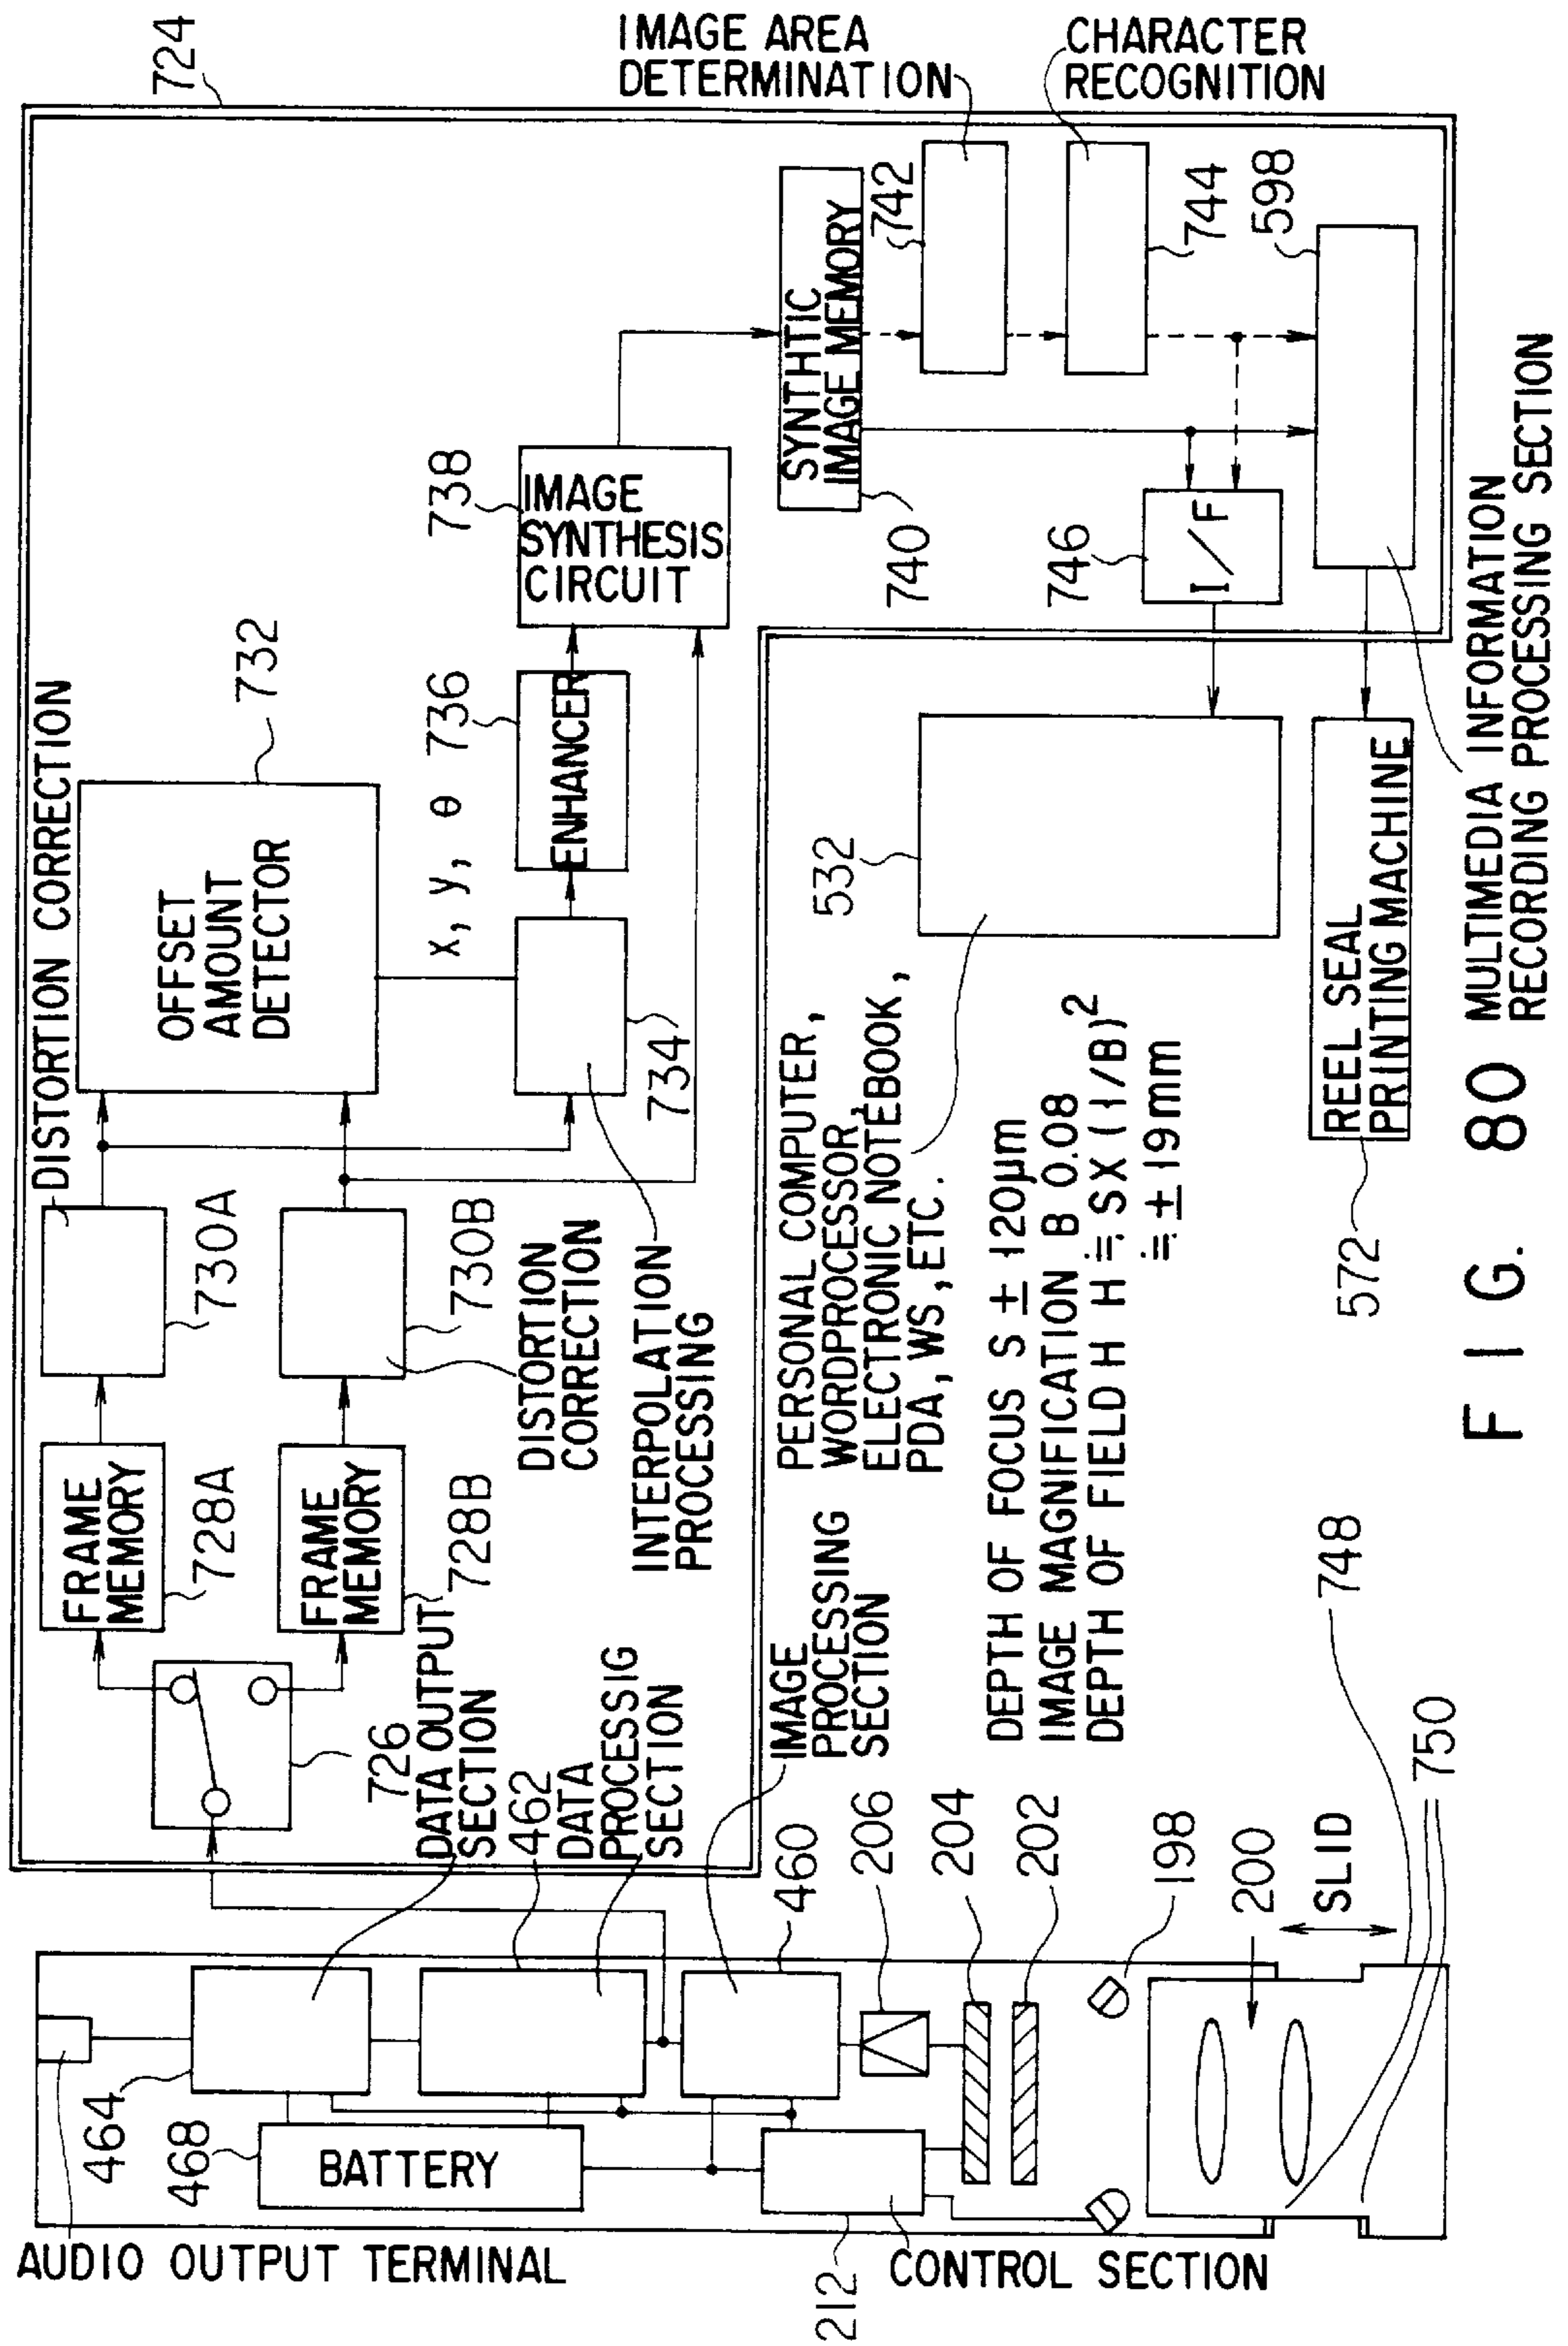 724
DISTORTION CORRECTION
732
OFFSET
AMOUNT
DETECTOR
730A
FRAME
MEMORY
728A
730B
FRAME
MEMORY
728B
726
DISTORTION
CORRECTION
INTERPOLATION
PROCESSING
734
x, y, θ
736
ENHANCER
738
IMAGE
SYNTHESIS
CIRCUIT
IMAGE AREA
DETERMINATION
CHARACTER
RECOGNITION
SYNTHTIC
IMAGE MEMORY
740
742
744
746
I/F
598
MULTIMEDIA INFORMATION
RECORDING PROCESSING SECTION
532
PERSONAL COMPUTER,
WORDPROCESSOR,
ELECTRONIC NOTEBOOK,
PDA, WS, ETC.
REEL SEAL
PRINTING MACHINE
572
DEPTH OF FOCUS S ± 120μm
IMAGE MAGNIFICATION B 0.08
DEPTH OF FIELD H H ≒ SX(1/B)²
≒ ± 19mm
DATA OUTPUT
SECTION
462
DATA
PROCESSIG
SECTION
IMAGE
PROCESSING
SECTION
460
206
204
202
198
200
SLID
748
750
464
468
BATTERY
AUDIO OUTPUT TERMINAL
212
CONTROL SECTION
FIG. 80